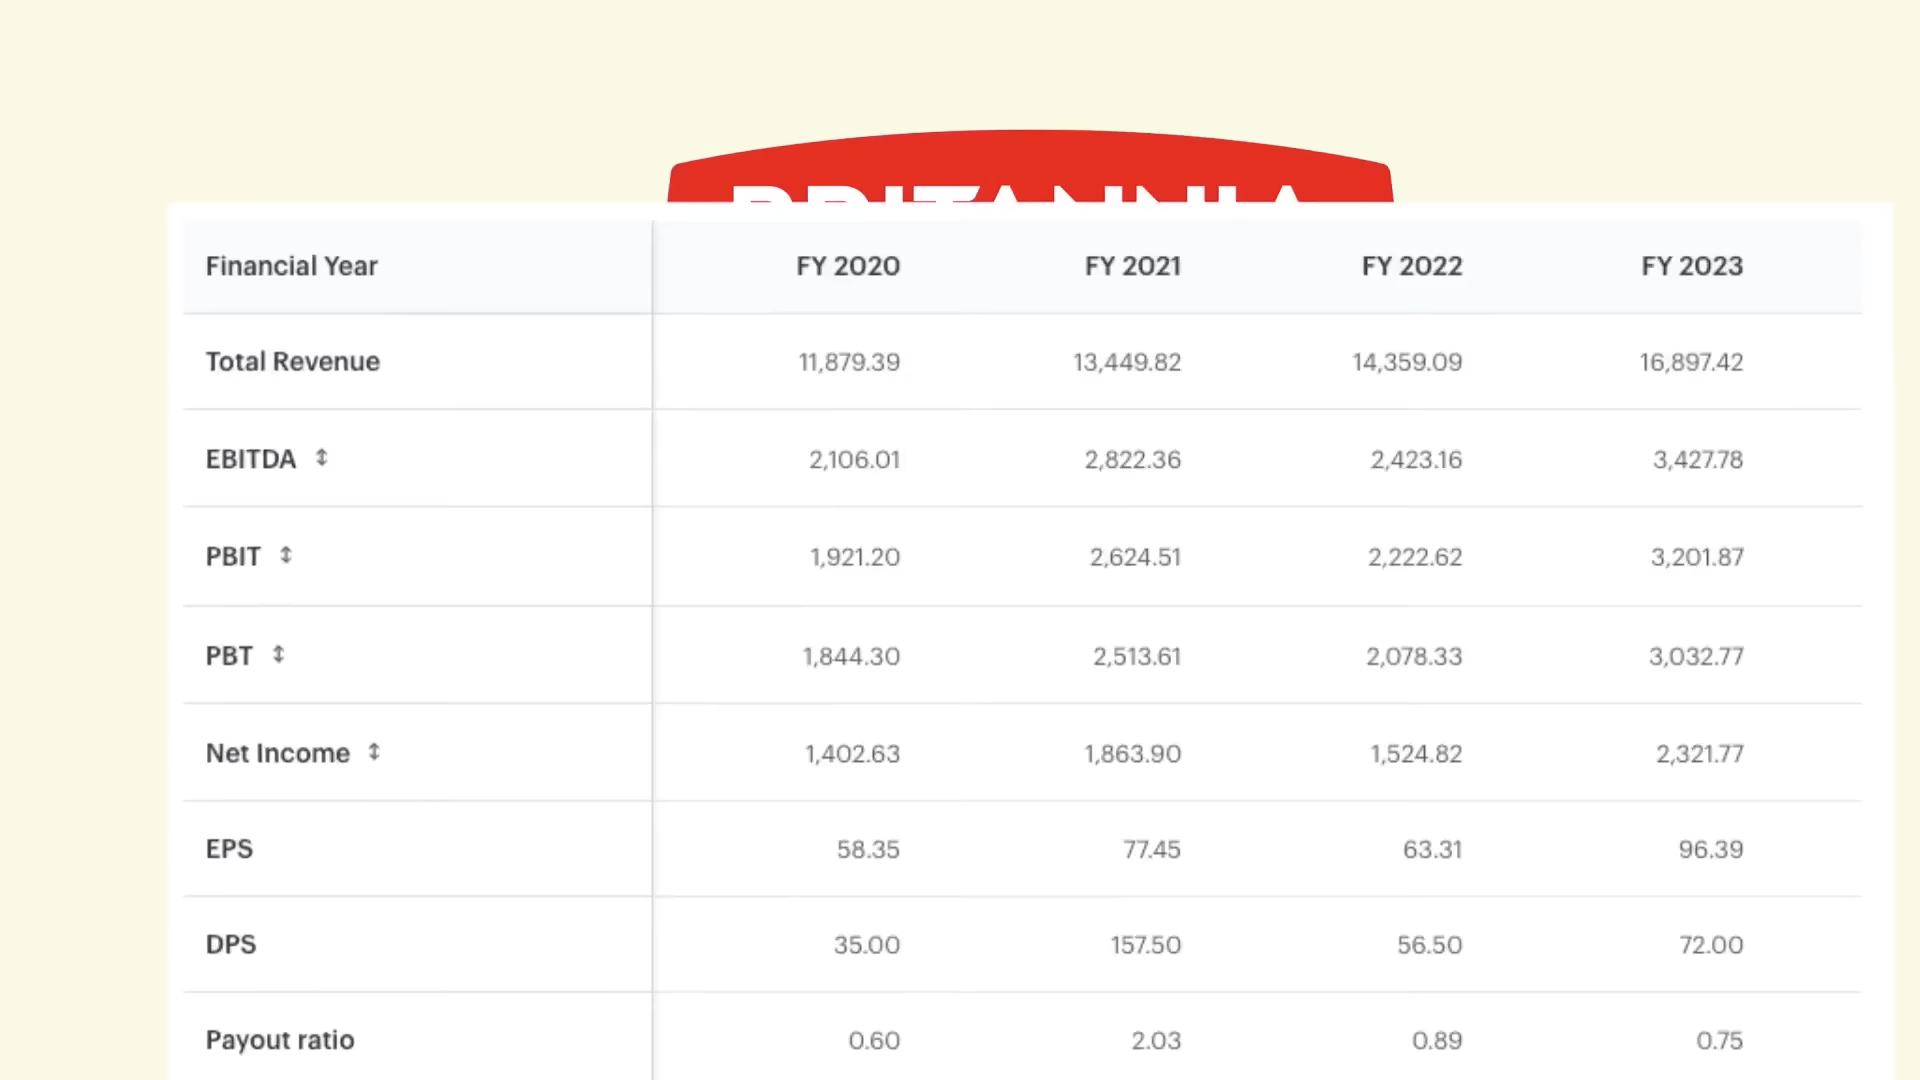 BRITANNIA
Financial Year FY 2020 FY 2021 FY 2022 FY 2023
Total Revenue 11,879.39 13,449.82 14,359.09 16,897.42
EBITDA 2,106.01 2,822.36 2,423.16 3,427.78
PBIT 1,921.20 2,624.51 2,222.62 3,201.87
PBT 1,844.30 2,513.61 2,078.33 3,032.77
Net Income 1,402.63 1,863.90 1,524.82 2,321.77
EPS 58.35 77.45 63.31 96.39
DPS 35.00 157.50 56.50 72.00
Payout ratio 0.60 2.03 0.89 0.75